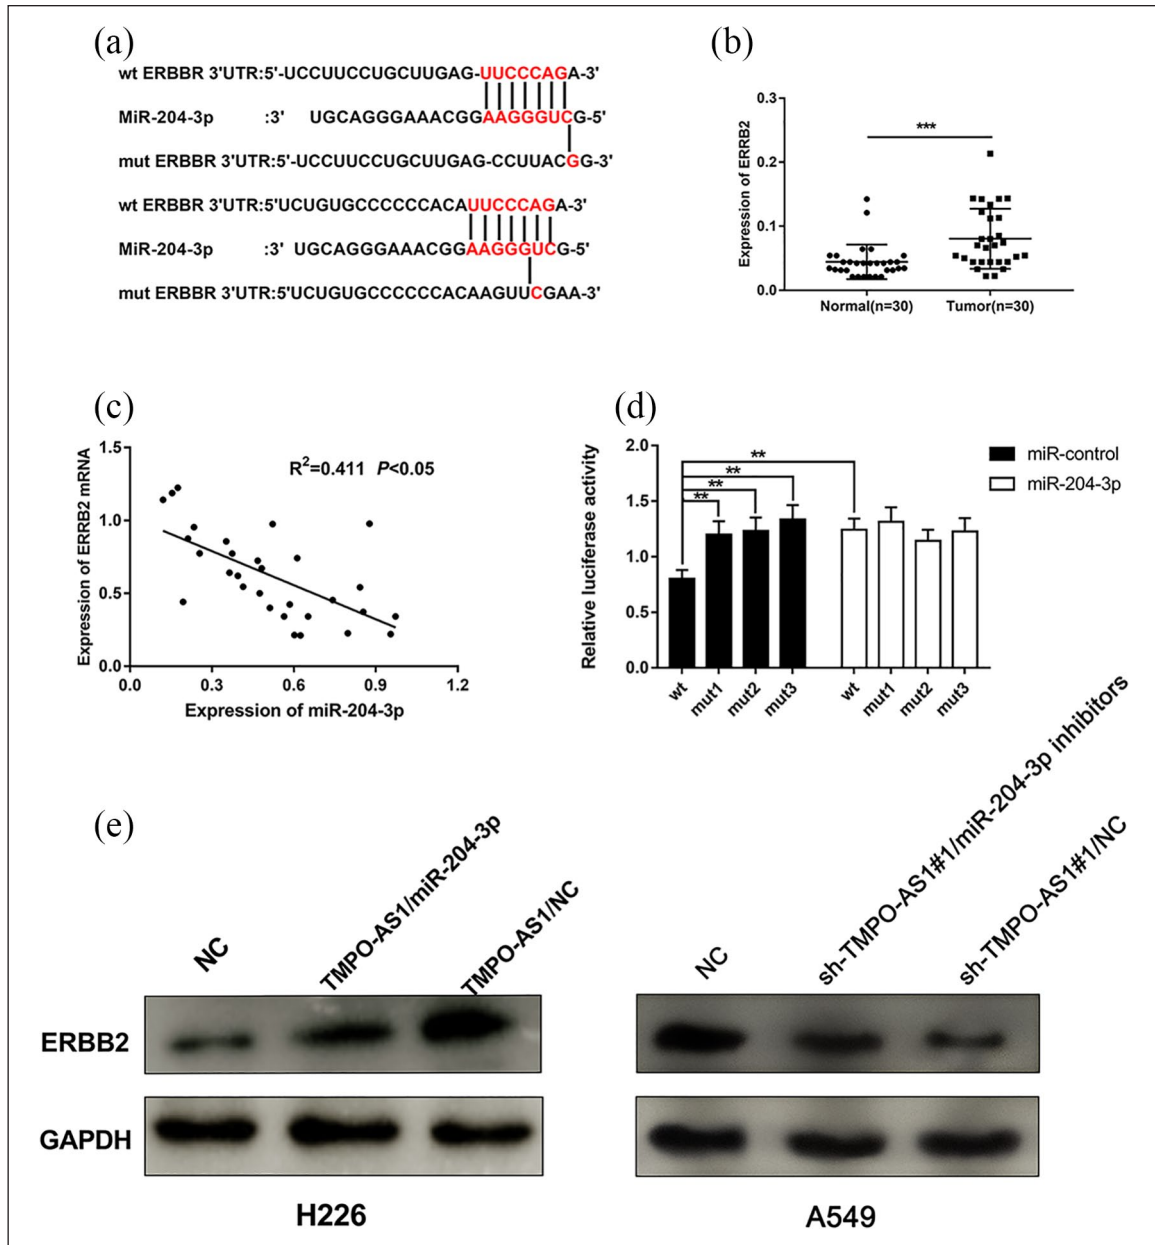 (a)
wt ERBBR 3'UTR:5'-UCCUUCCUGCUUGAG-UUCCCAGA-3'
MiR-204-3p :3' UGCAGGGAAACGGAAGGGUCG-5'
mut ERBBR 3'UTR:5'-UCCUUCCUGCUUGAG-CCUUACGG-3'
wt ERBBR 3'UTR:5'UCUGUGCCCCCCACAUUCCCAGA-3'
MiR-204-3p :3' UGCAGGGAAACGGAAGGGUCG-5'
mut ERBBR 3'UTR:5'UCUGUGCCCCCCACAAGUUCGAA-3'
(b)
Expression of ERRB2
0.3
0.2
0.1
0.0
***
Normal(n=30)
Tumor(n=30)
(c)
Expression of ERRB2 mRNA
1.5
1.0
0.5
0.0
R2=0.411 P<0.05
0.0 0.3 0.6 0.9 1.2
Expression of miR-204-3p
(d)
Relative luciferase activity
2.0
1.5
1.0
0.5
0.0
**
**
**
**
miR-control
miR-204-3p
wt mut1 mut2 mut3 wt mut1 mut2 mut3
(e)
NC
TMPO-AS1/miR-204-3p
TMPO-AS1/NC
NC
sh-TMPO-AS1#1/miR-204-3p inhibitors
sh-TMPO-AS1#1/NC
ERBB2
GAPDH
H226
A549